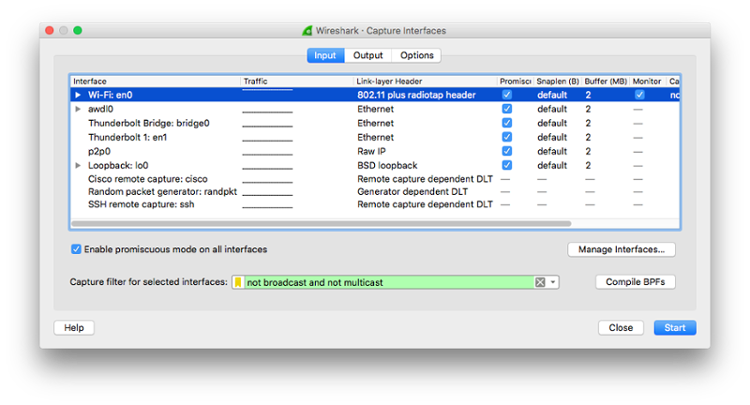 Wireshark · Capture Interfaces
Input Output Options
Interface Traffic Link-layer Header Promisc Snaplen (B) Buffer (MB) Monitor Ca
Wi-Fi: en0 802.11 plus radiotap header default 2 no
awdl0 Ethernet default 2 —
Thunderbolt Bridge: bridge0 Ethernet default 2 —
Thunderbolt 1: en1 Ethernet default 2 —
p2p0 Raw IP default 2 —
Loopback: lo0 BSD loopback default 2 —
Cisco remote capture: cisco Remote capture dependent DLT — — — —
Random packet generator: randpkt Generator dependent DLT — — — —
SSH remote capture: ssh Remote capture dependent DLT — — — —
Enable promiscuous mode on all interfaces Manage Interfaces...
Capture filter for selected interfaces: not broadcast and not multicast Compile BPFs
Help Close Start